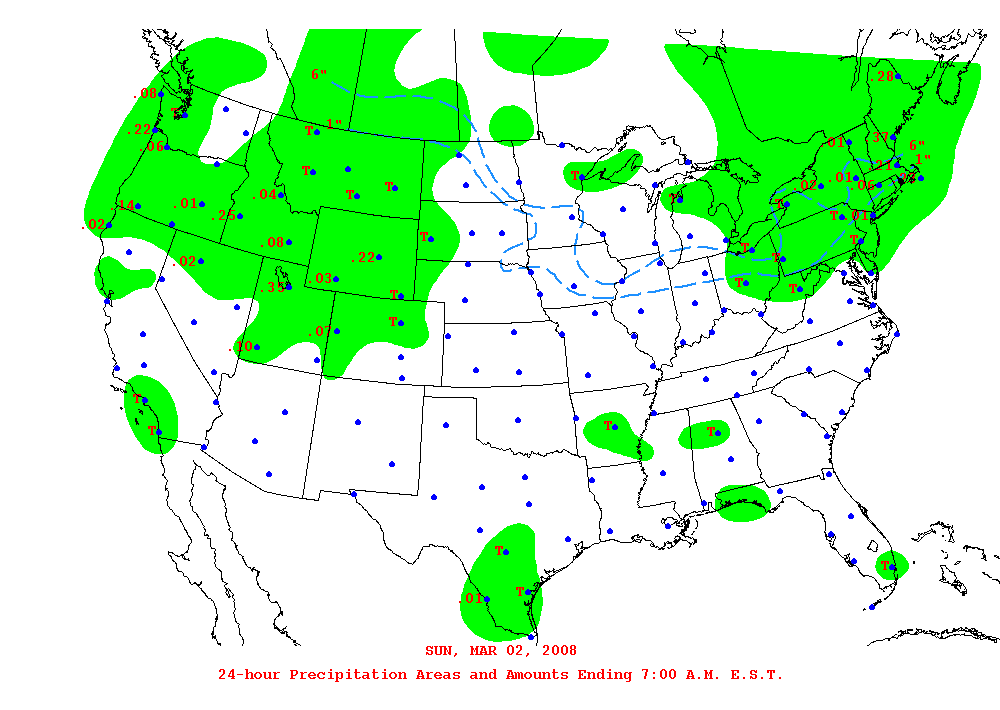 6"
.28
.08
T
1"
T
.22
.37
.01
.06
6"
1"
.21
T
T
T
T
.01
.06
.02
.04
T
T
.14
.01
.25
T
.01
.02
T
T
.08
T
.22
T
.02
.03
.35
T
T
T
T
.07
.10
T
T
T
T
T
T
.01
T
SUN, MAR 02, 2008
24-hour Precipitation Areas and Amounts Ending 7:00 A.M. E.S.T.